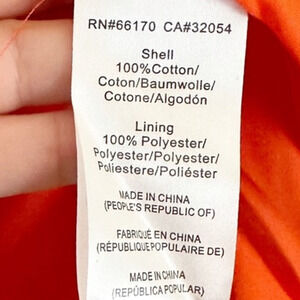 RN#66170 CA#32054
Shell
100%Cotton/
Coton/Baumwolle/
Cotone/Algodón
Lining
100% Polyester/
Polyester/Polyester/
Poliestere/Poliéster
MADE IN CHINA
(PEOPLE'S REPUBLIC OF)
FABRIQUÉ EN CHINA
(RÉPUBLIQUE POPULAIRE DE)
MADE IN CHINA
(REPÚBLICA POPULAR)